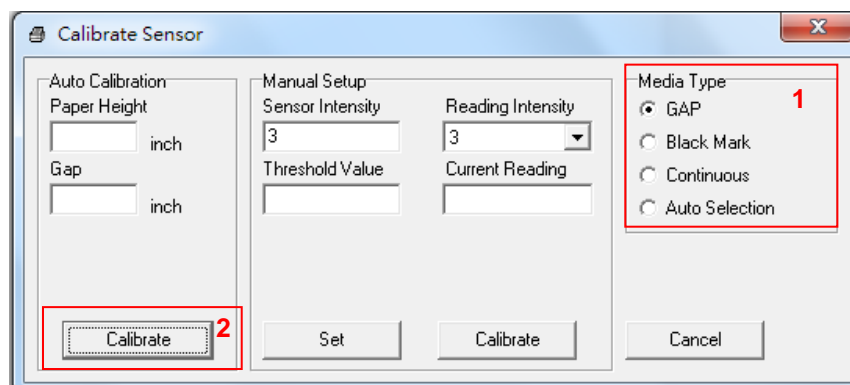 Calibrate Sensor
Auto Calibration
Paper Height
inch
Gap
inch
Calibrate
2
Manual Setup
Sensor Intensity
Reading Intensity
3
3
Threshold Value
Current Reading
Set
Calibrate
Media Type
1
GAP
Black Mark
Continuous
Auto Selection
Cancel